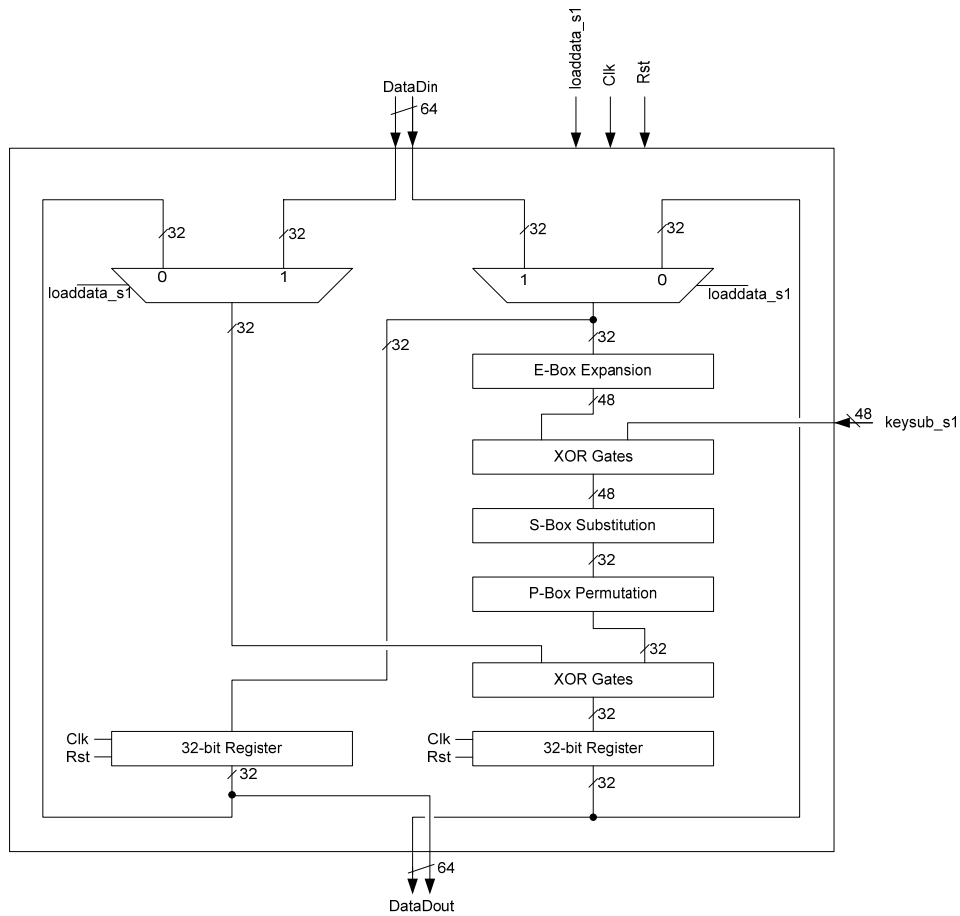 loaddata_s1
Clk
Rst
DataDin
64
32
32
32
32
0
1
1
0
loaddata_s1
loaddata_s1
32
32
32
E-Box Expansion
48
48
keysub_s1
XOR Gates
48
S-Box Substitution
32
P-Box Permutation
32
XOR Gates
32
Clk
Rst
32-bit Register
Clk
Rst
32-bit Register
32
32
64
DataDout